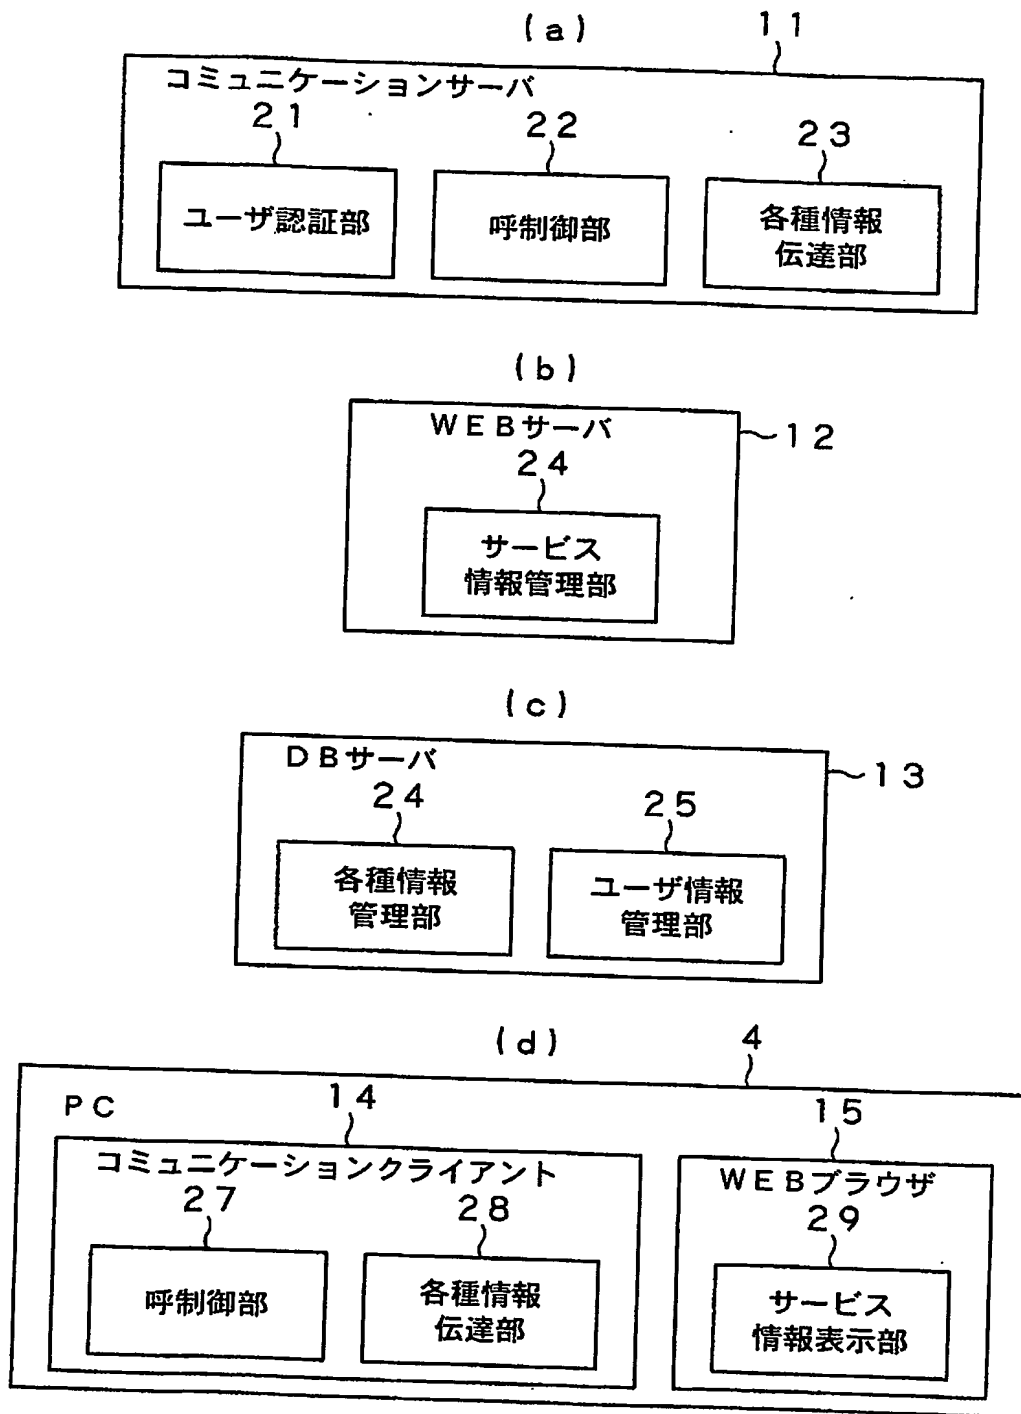 (a)
11
コミュニケーションサーバ
21
22
23
ユーザ認証部
呼制御部
各種情報
伝達部
(b)
WEBサーバ
12
24
サービス
情報管理部
(c)
DBサーバ
13
24
25
各種情報
管理部
ユーザ情報
管理部
(d)
4
PC
14
15
コミュニケーションクライアント
WEBブラウザ
27
28
29
呼制御部
各種情報
伝達部
サービス
情報表示部